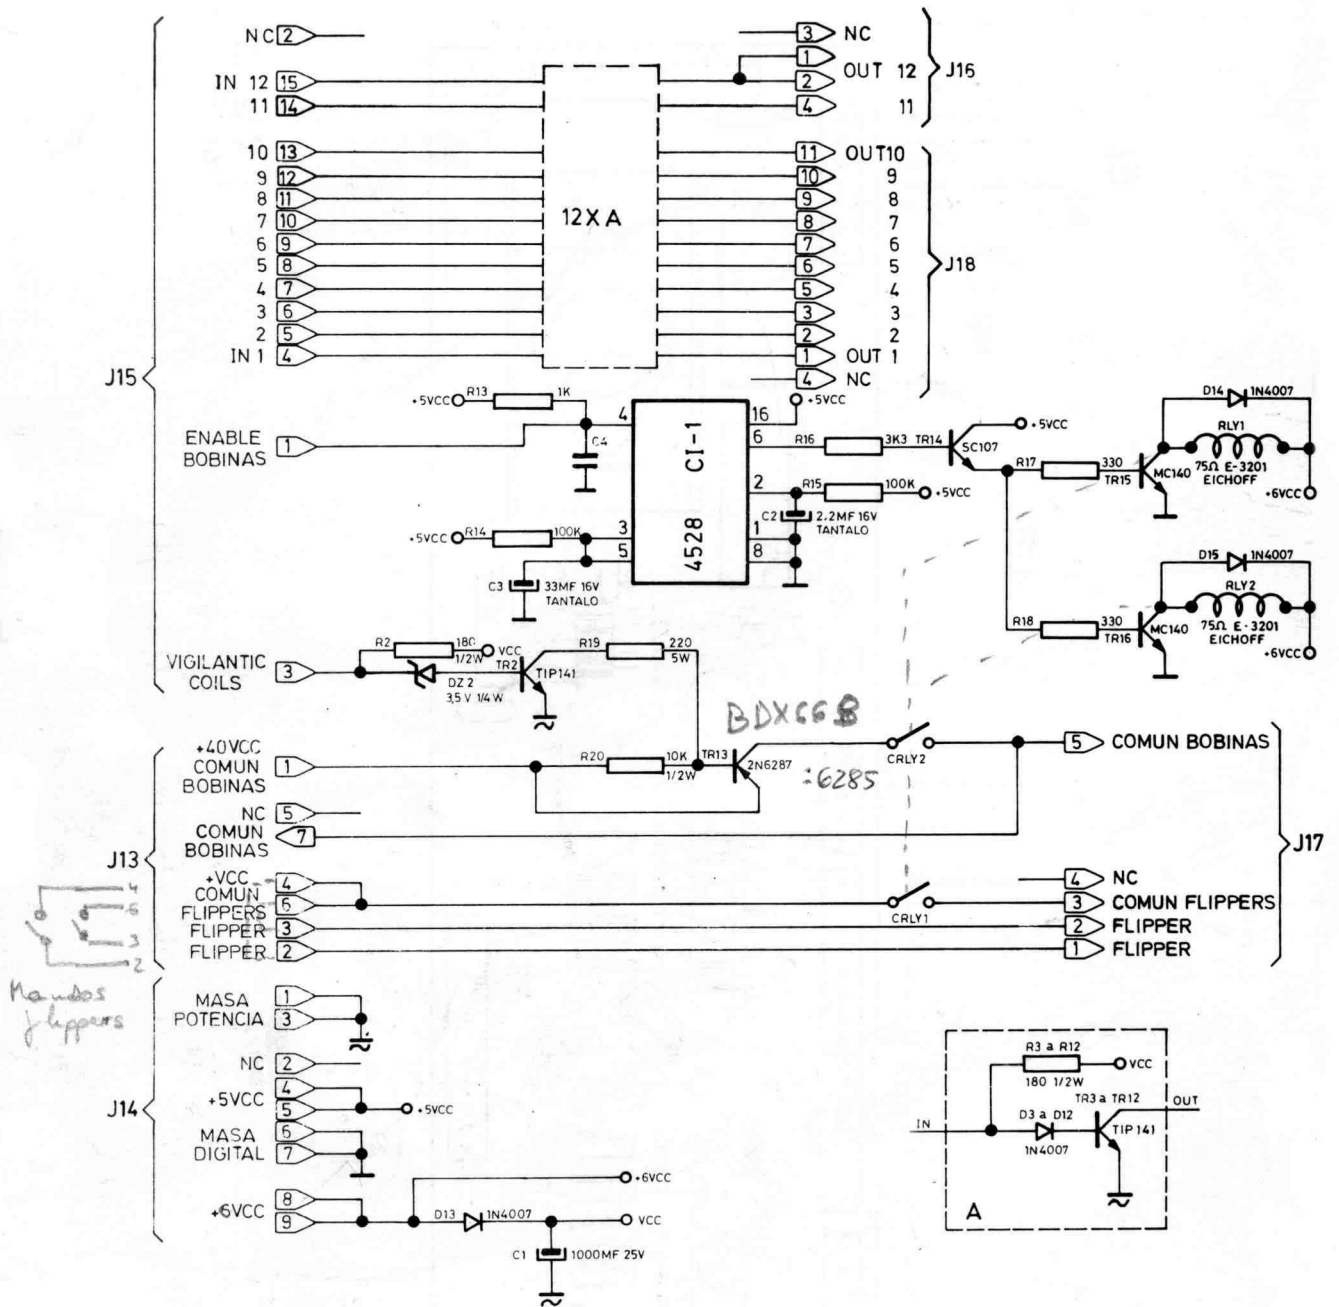 NC 2
3 NC
1
IN 12 15
2 OUT 12
J16
11 14
4 11
10 13
11 OUT10
9 12
10 9
8 11
9 8
7 10
12XA
8 7
6 9
7 6
5 8
6 5
J18
4 7
5 4
3 6
3 3
2 5
2 2
IN 1 4
1 OUT 1
4 NC
J15
+5VCC R13 1K
+5VCC
ENABLE
BOBINAS 1
C4
4
16
6
2
3
1
5
8
4528 CI-1
R16 3K3 TR14
SC107
+5VCC
R17 330
TR15
MC140
D14 1N4007
RLY1
75Ω E-3201
EICHOFF
+6VCC
R15 100K
+5VCC
C2 2.2MF 16V
TANTALO
+5VCC R14 100K
C3 33MF 16V
TANTALO
D15 1N4007
RLY2
75Ω E-3201
EICHOFF
R18 330
TR16
MC140
+6VCC
VIGILANTIC
COILS 3
R2 180
1/2W
VCC
DZ 2
3,5 V 1/4 W
TR2
TIP141
R19 220
5W
BDX66B
:6285
+40VCC
COMUN
BOBINAS 1
R20 10K
1/2W
TR13
2N6287
CRLY2
5 COMUN BOBINAS
NC 5
COMUN
BOBINAS 7
J13
J17
+VCC
COMUN
FLIPPERS
4
6
FLIPPER 3
FLIPPER 2
CRLY1
4 NC
3 COMUN FLIPPERS
2 FLIPPER
1 FLIPPER
4
6
3
2
Mandos
flippers
MASA
POTENCIA
1
3
NC 2
J14
+5VCC
4
5
+5VCC
MASA
DIGITAL
6
7
+6VCC
8
9
+6VCC
D13 1N4007
VCC
C1 1000MF 25V
R3 a R12
180 1/2W
VCC
TR3 a TR12
OUT
IN
D3 a D12
1N4007
TIP141
A